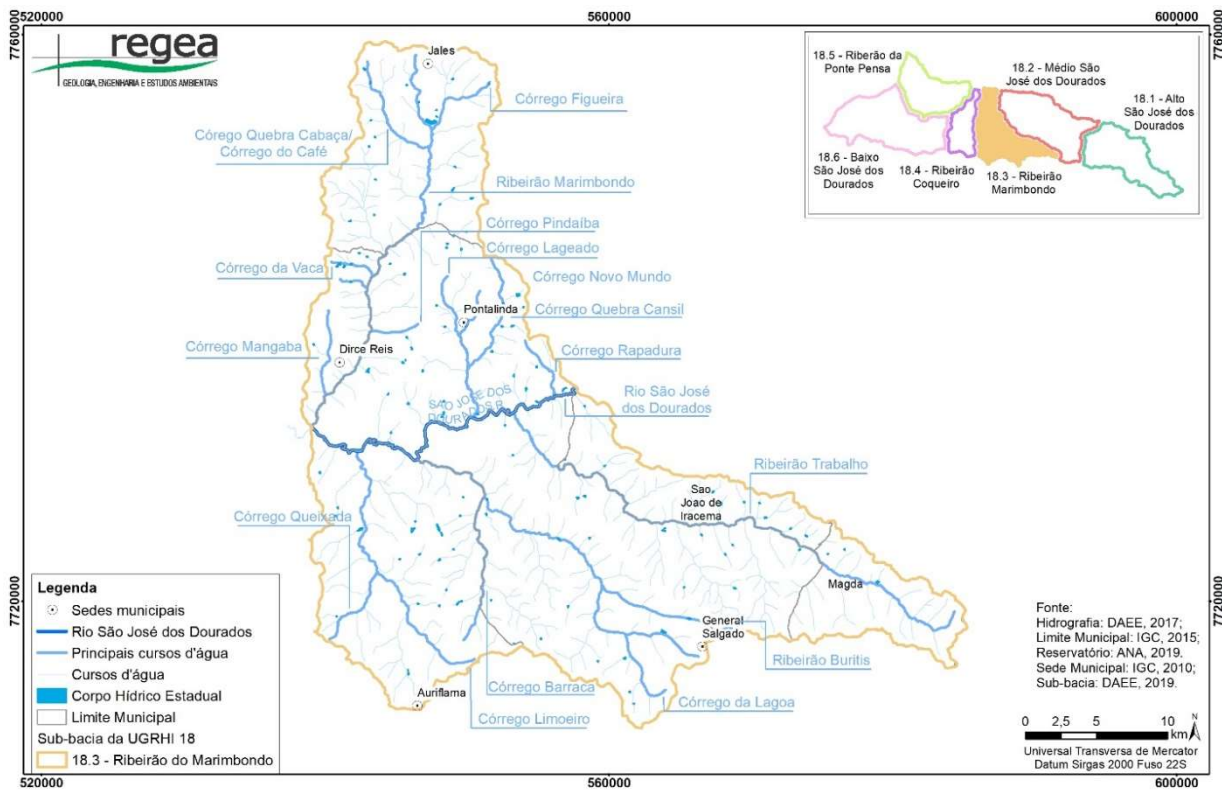 520000
560000
600000
7760000
7760000
regea
GEOLOGIA, ENGENHARIA E ESTUDOS AMBIENTAIS
Jales
Córrego Figueira
Córego Quebra Cabaça/
Córrego do Café
Ribeirão Marimbondo
Córrego Pindaíba
Córrego Lageado
Córrego da Vaca
Córrego Novo Mundo
Pontalinda
Córrego Quebra Cansil
Córrego Mangaba
Dirce Reis
Córrego Rapadura
SAO JOSE DOS
DOURADOS R.
Rio São José
dos Dourados
Ribeirão Trabalho
Sao
Joao de
Iracema
Córrego Queixada
Magda
General
Salgado
Ribeirão Buritis
Córrego Barraca
Auriflama
Córrego da Lagoa
Córrego Limoeiro
18.5 - Riberão da
Ponte Pensa
18.2 - Médio São
José dos Dourados
18.1 - Alto
São José dos
Dourados
18.6 - Baixo
São José dos
Dourados
18.4 - Ribeirão
Coqueiro
18.3 - Ribeirão
Marimbondo
Legenda
Sedes municipais
Rio São José dos Dourados
Principais cursos d'água
Cursos d'água
Corpo Hídrico Estadual
Limite Municipal
Sub-bacia da UGRHI 18
18.3 - Ribeirão do Marimbondo
Fonte:
Hidrografia: DAEE, 2017;
Limite Municipal: IGC, 2015;
Reservatório: ANA, 2019.
Sede Municipal: IGC, 2010;
Sub-bacia: DAEE, 2019.
0 2,5 5 10
km
N
Universal Transversa de Mercator
Datum Sirgas 2000 Fuso 22S
7720000
7720000
520000
560000
600000